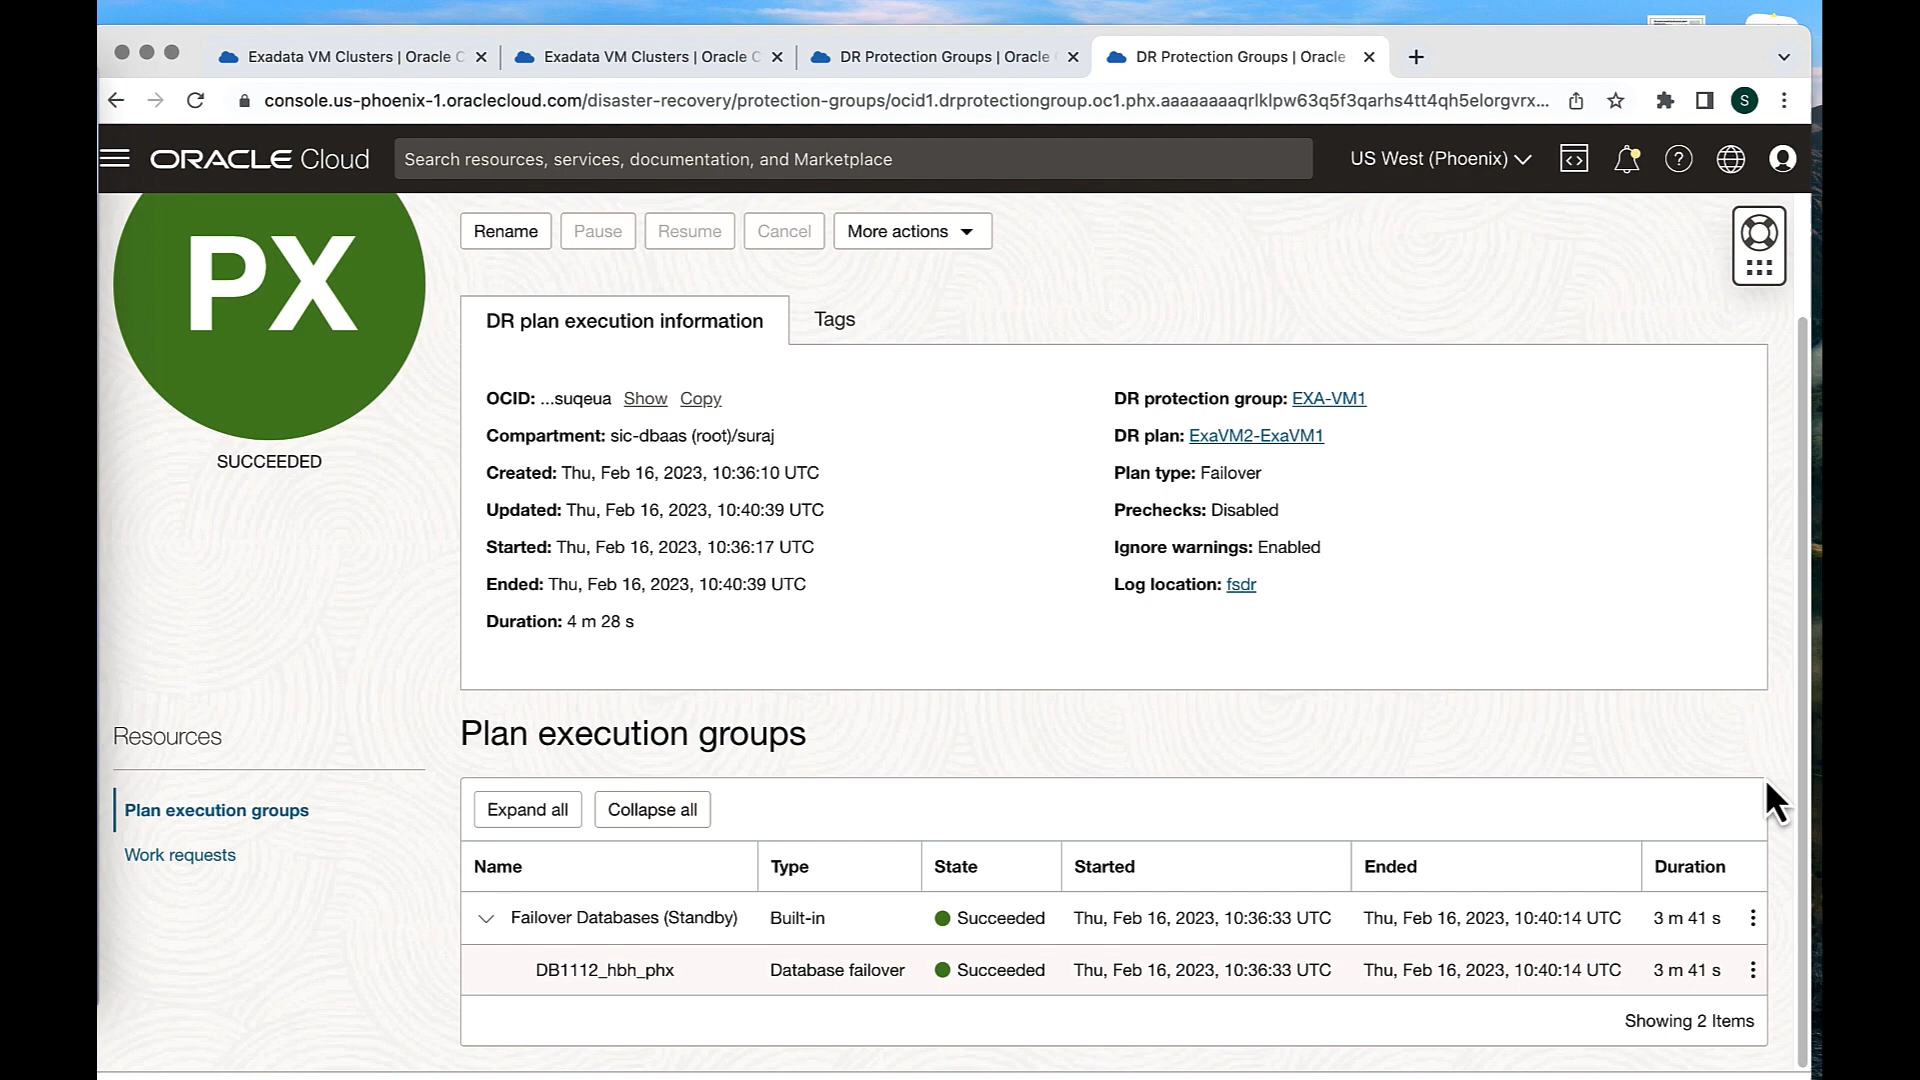 Exadata VM Clusters | Oracle C
Exadata VM Clusters | Oracle C
DR Protection Groups | Oracle
DR Protection Groups | Oracle
console.us-phoenix-1.oraclecloud.com/disaster-recovery/protection-groups/ocid1.drprotectiongroup.oc1.phx.aaaaaaaaqrlklpw63q5f3qarhs4tt4qh5elorgvrx...
S
ORACLE Cloud
Search resources, services, documentation, and Marketplace
US West (Phoenix)
PX
SUCCEEDED
Rename
Pause
Resume
Cancel
More actions
DR plan execution information
Tags
OCID: ...suqeua Show Copy
Compartment: sic-dbaas (root)/suraj
Created: Thu, Feb 16, 2023, 10:36:10 UTC
Updated: Thu, Feb 16, 2023, 10:40:39 UTC
Started: Thu, Feb 16, 2023, 10:36:17 UTC
Ended: Thu, Feb 16, 2023, 10:40:39 UTC
Duration: 4 m 28 s
DR protection group: EXA-VM1
DR plan: ExaVM2-ExaVM1
Plan type: Failover
Prechecks: Disabled
Ignore warnings: Enabled
Log location: fsdr
Resources
Plan execution groups
Work requests
Plan execution groups
Expand all
Collapse all
Name Type State Started Ended Duration
Failover Databases (Standby) Built-in Succeeded Thu, Feb 16, 2023, 10:36:33 UTC Thu, Feb 16, 2023, 10:40:14 UTC 3 m 41 s
DB1112_hbh_phx Database failover Succeeded Thu, Feb 16, 2023, 10:36:33 UTC Thu, Feb 16, 2023, 10:40:14 UTC 3 m 41 s
Showing 2 Items